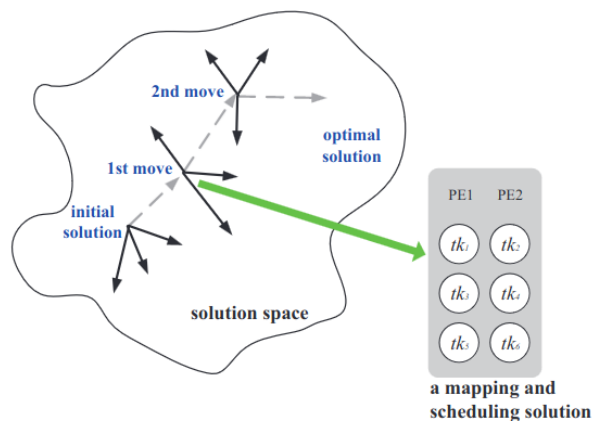 2nd move
optimal
solution
1st move
initial
solution
solution space
PE1 PE2
tk1 tk2
tk3 tk4
tk5 tk6
a mapping and
scheduling solution